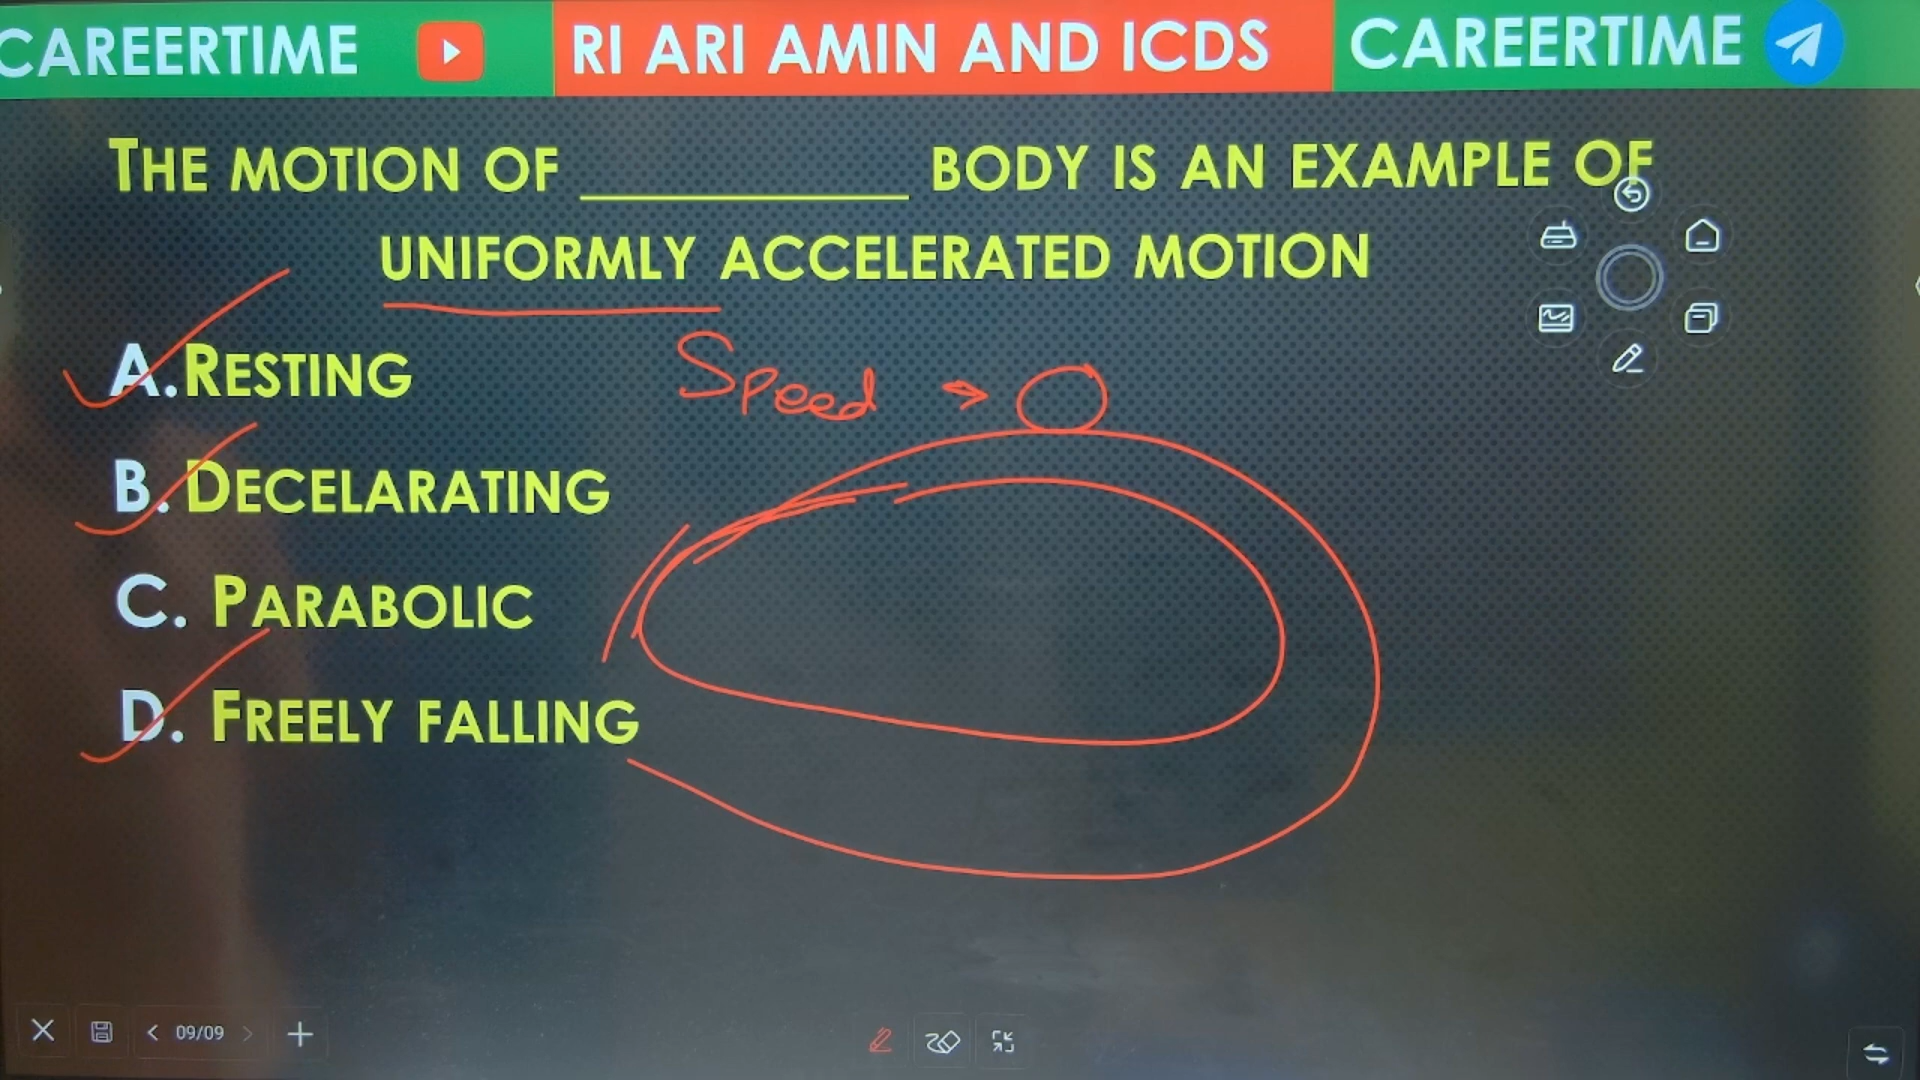 CAREERTIME RI ARI AMIN AND ICDS CAREERTIME
THE MOTION OF __________ BODY IS AN EXAMPLE OF
UNIFORMLY ACCELERATED MOTION
A. RESTING
Speed
B. DECELARATING
C. PARABOLIC
D. FREELY FALLING
09/09